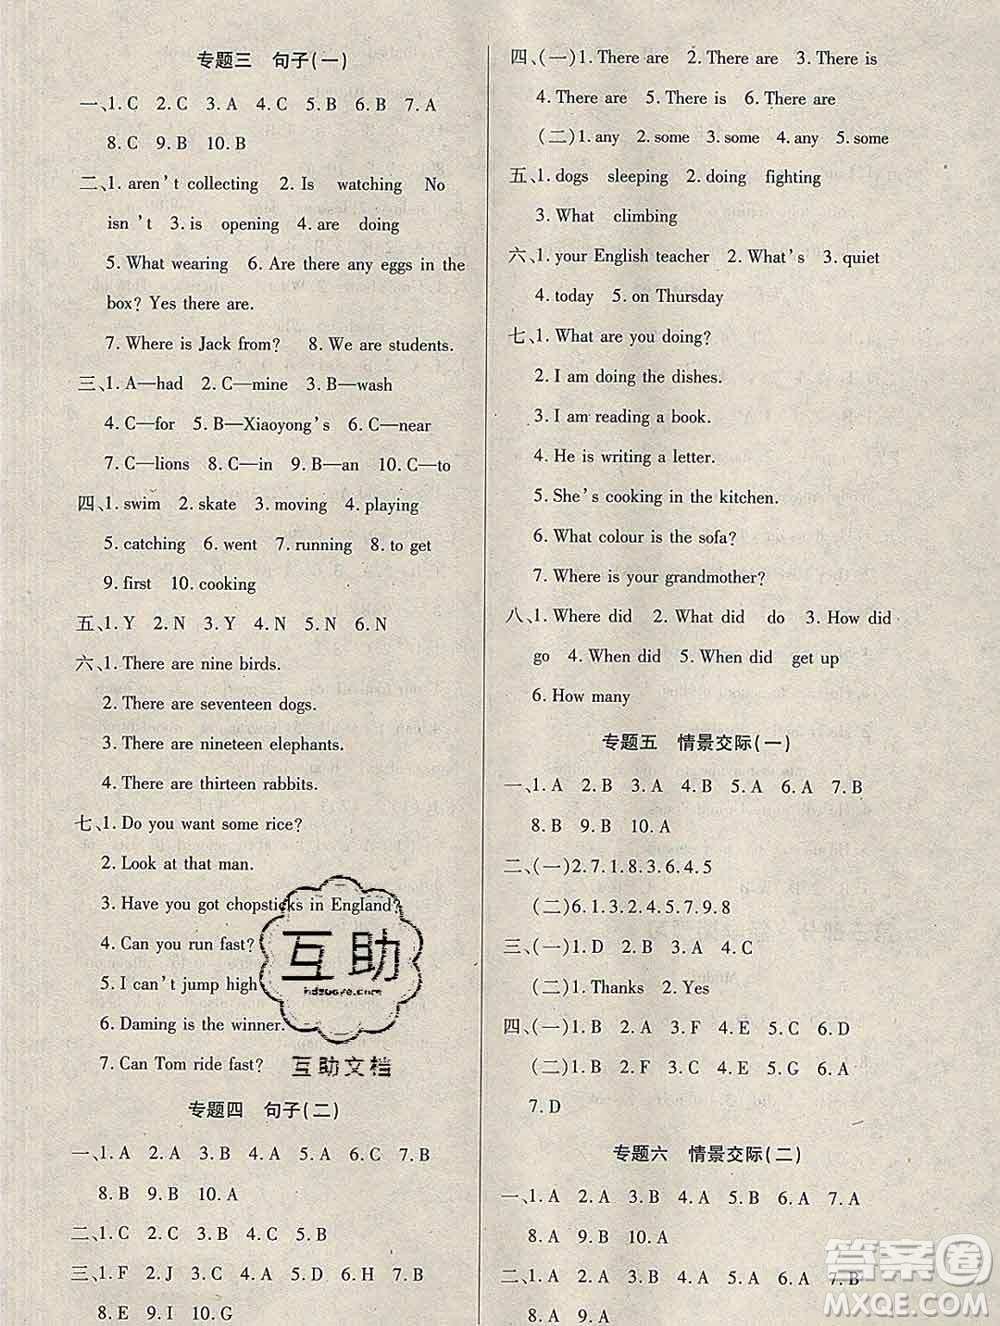 专题三　句子(一)
一、1. C 2. C 3. A 4. C 5. B 6. B 7. A
8. C 9. B 10. B
二、1. aren't collecting 2. Is watching No
isn't 3. is opening 4. are doing
5. What wearing 6. Are there any eggs in the
box? Yes there are.
7. Where is Jack from? 8. We are students.
三、1. A—had 2. C—mine 3. B—wash
4. C—for 5. B—Xiaoyong's 6. C—near
7. C—lions 8. C—in 9. B—an 10. C—to
四、1. swim 2. skate 3. moving 4. playing
5. catching 6. went 7. running 8. to get
9. first 10. cooking
五、1. Y 2. N 3. Y 4. Y 5. N 6. N
六、1. There are nine birds.
2. There are seventeen dogs.
3. There are nineteen elephants.
4. There are thirteen rabbits.
七、1. Do you want some rice?
2. Look at that man.
3. Have you got chopsticks in England?
4. Can you run fast?
5. I can't jump high
6. Daming is the winner.
7. Can Tom ride fast?
专题四　句子(二)
一、1. A 2. A 3. B 4. B 5. A 6. A 7. B
8. B 9. B 10. A
二、1. C 2. C 3. B 4. A 5. B
三、1. F 2. J 3. C 4. A 5. D 6. H 7. E
8. B 9. I 10. G
四、(一)1. There are 2. There are 3. There is
4. There are 5. There is 6. There are
(二)1. any 2. some 3. some 4. any 5. some
五、1. dogs sleeping 2. doing fighting
3. What climbing
六、1. your English teacher 2. What's 3. quiet
4. today 5. on Thursday
七、1. What are you doing?
2. I am doing the dishes.
3. I am reading a book.
4. He is writing a letter.
5. She's cooking in the kitchen.
6. What colour is the sofa?
7. Where is your grandmother?
八、1. Where did 2. What did do 3. How did
go 4. When did 5. When did get up
6. How many
专题五　情景交际(一)
一、1. A 2. B 3. A 4. B 5. A 6. A 7. B
8. B 9. B 10. A
二、(一)2. 7. 1. 8. 3. 6. 4. 5
(二)6. 1. 3. 2. 4. 5. 7. 9. 8
三、(一)1. D 2. B 3. A 4. C
(二)1. Thanks 2. Yes
四、(一)1. B 2. A 3. F 4. E 5. C 6. D
(二)1. B 2. F 3. G 4. A 5. C 6. E
7. D
专题六　情景交际(二)
一、1. A 2. A 3. B 4. B 5. A 6. A 7. A
8. A 9. B 10. A
二、1. A 2. B 3. A 4. A 5. A 6. A 7. B
8. A 9. A
互助
hdzuoye.com
互助文档
答案圈
MXQE.COM